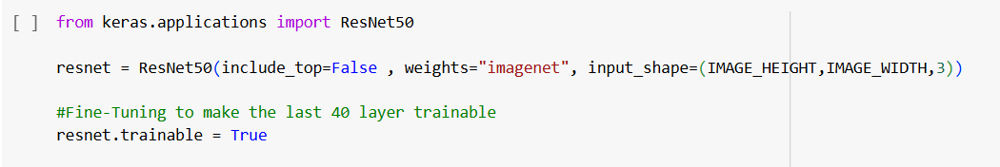 [ ] from keras.applications import ResNet50
resnet = ResNet50(include_top=False , weights="imagenet", input_shape=(IMAGE_HEIGHT,IMAGE_WIDTH,3))
#Fine-Tuning to make the last 40 layer trainable
resnet.trainable = True